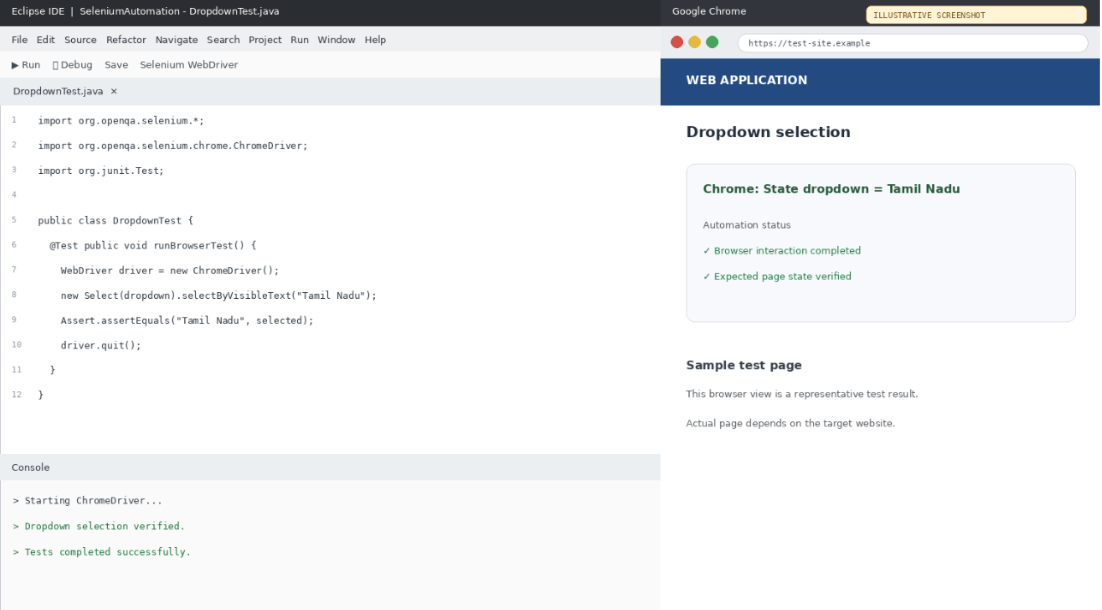 Eclipse IDE | SeleniumAutomation - DropdownTest.java
File Edit Source Refactor Navigate Search Project Run Window Help
▶ Run ▯ Debug Save Selenium WebDriver
DropdownTest.java ✕
1 import org.openqa.selenium.*;
2 import org.openqa.selenium.chrome.ChromeDriver;
3 import org.junit.Test;
4
5 public class DropdownTest {
6 @Test public void runBrowserTest() {
7 WebDriver driver = new ChromeDriver();
8 new Select(dropdown).selectByVisibleText("Tamil Nadu");
9 Assert.assertEquals("Tamil Nadu", selected);
10 driver.quit();
11 }
12 }
Console
> Starting ChromeDriver...
> Dropdown selection verified.
> Tests completed successfully.
Google Chrome
ILLUSTRATIVE SCREENSHOT
https://test-site.example
WEB APPLICATION
Dropdown selection
Chrome: State dropdown = Tamil Nadu
Automation status
✓ Browser interaction completed
✓ Expected page state verified
Sample test page
This browser view is a representative test result.
Actual page depends on the target website.